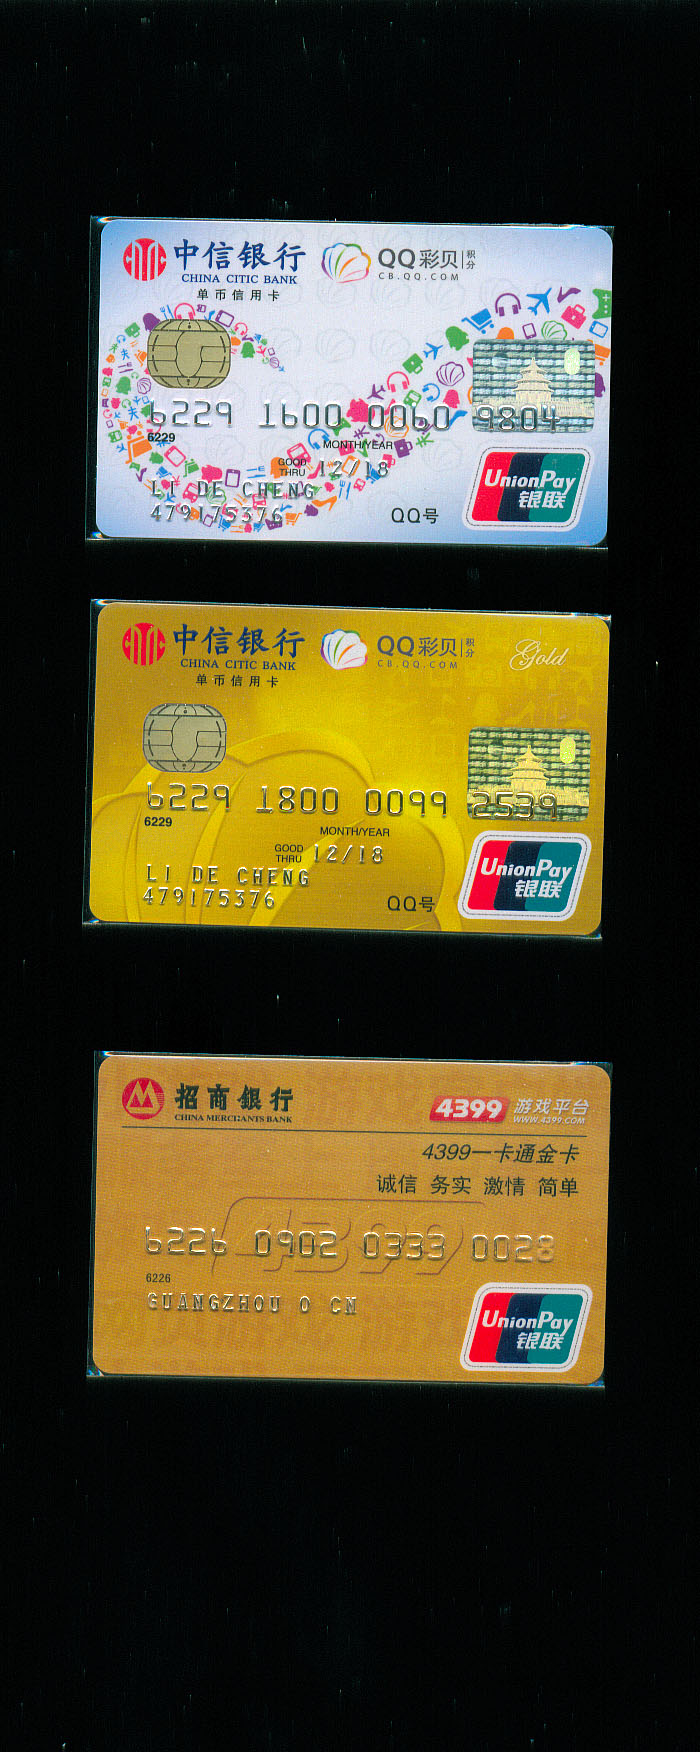 中信银行 QQ彩贝 积分
CHINA CITIC BANK CB.QQ.COM
单币信用卡
6229 1600 0060 9804
6229 MONTH/YEAR
GOOD THRU 12/18
LI DE CHENG
479175376 QQ号
UnionPay
银联
中信银行 QQ彩贝 积分 Gold
CHINA CITIC BANK CB.QQ.COM
单币信用卡
6229 1800 0099 2539
6229 MONTH/YEAR
GOOD THRU 12/18
LI DE CHENG
479175376 QQ号
UnionPay
银联
招商銀行 4399 游戏平台
CHINA MERCHANTS BANK WWW.4399.COM
4399一卡通金卡
诚信 务实 激情 简单
4399
6226 0902 0333 0028
6226
GUANGZHOU O CN
UnionPay
银联